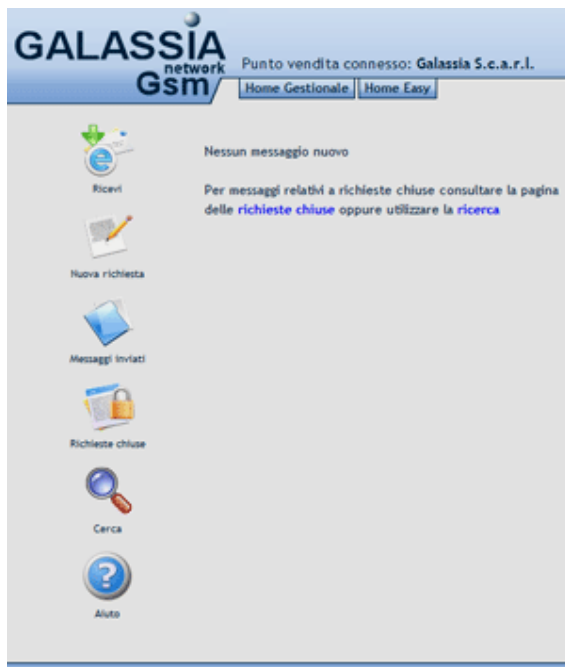 GALASSIA
network
Gsm
Punto vendita connesso: Galassia S.c.a.r.l.
Home Gestionale Home Easy
Ricevi
Nessun messaggio nuovo
Per messaggi relativi a richieste chiuse consultare la pagina
delle richieste chiuse oppure utilizzare la ricerca
Nuova richiesta
Messaggi inviati
Richieste chiuse
Cerca
Aiuto